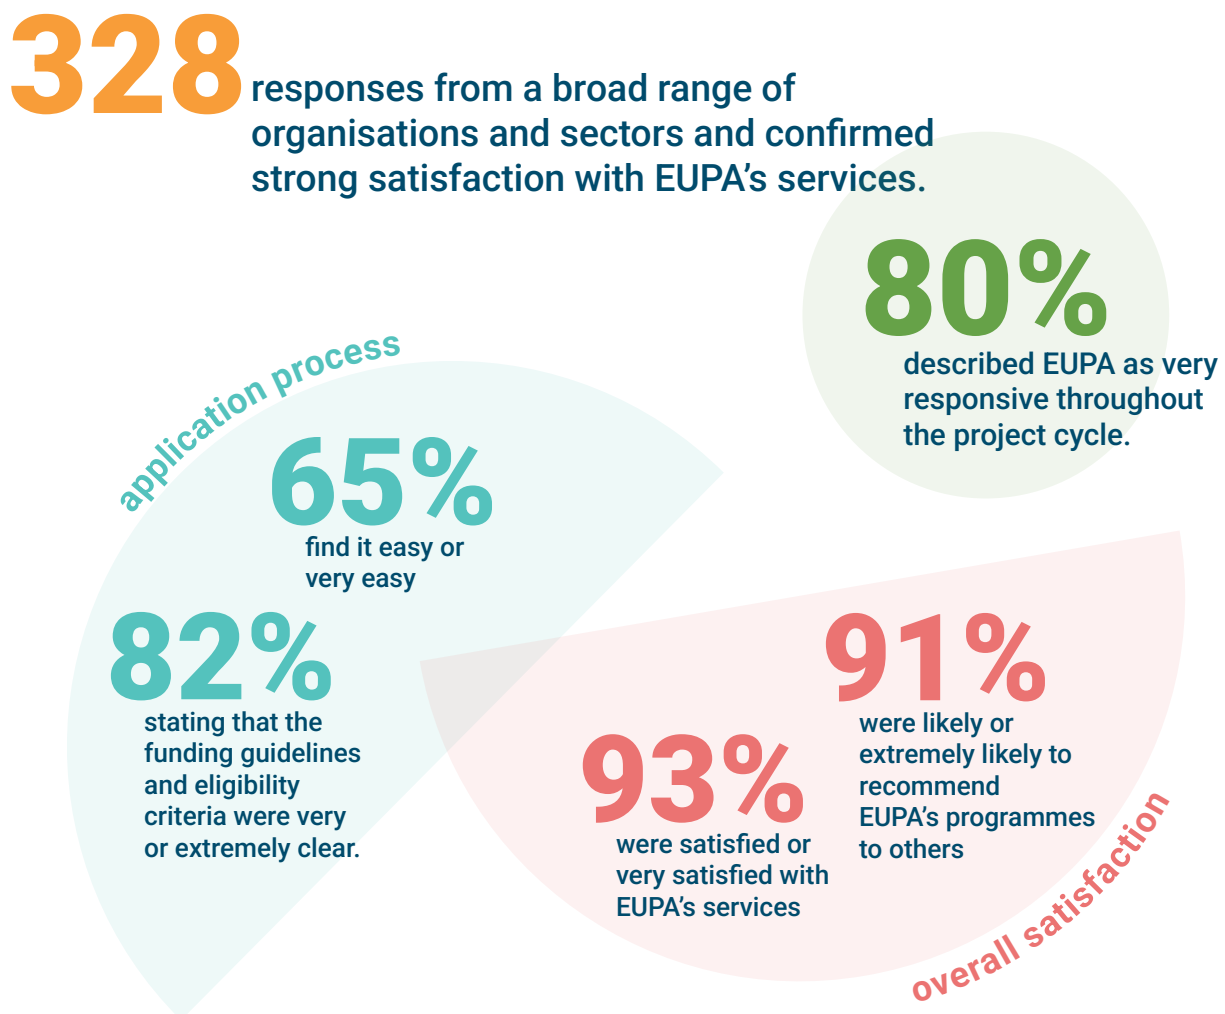 328
responses from a broad range of
organisations and sectors and confirmed
strong satisfaction with EUPA’s services.
80%
described EUPA as very
responsive throughout
the project cycle.
application process
65%
find it easy or
very easy
82%
stating that the
funding guidelines
and eligibility
criteria were very
or extremely clear.
91%
were likely or
extremely likely to
recommend
EUPA’s programmes
to others
93%
were satisfied or
very satisfied with
EUPA’s services
overall satisfaction